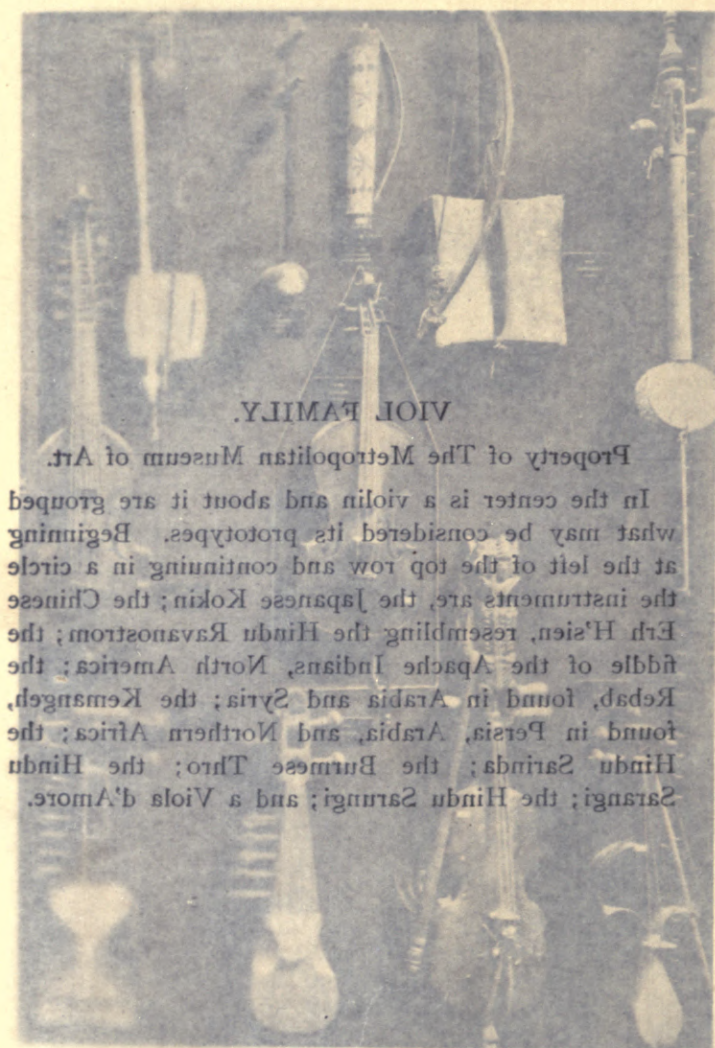 VIOL FAMILY.
Property of The Metropolitan Museum of Art.
In the center is a violin and about it are grouped
what may be considered its prototypes. Beginning
at the left of the top row and continuing in a circle
the instruments are, the Japanese Kokin; the Chinese
Erh H'sien, resembling the Hindu Ravanostrom; the
fiddle of the Apache Indians, North America; the
Rebab, found in Arabia and Syria; the Kemangeh,
found in Persia, Arabia, and Northern Africa; the
Hindu Sarinda; the Burmese Thro; the Hindu
Sarangi; the Hindu Sarungi; and a Viola d'Amore.